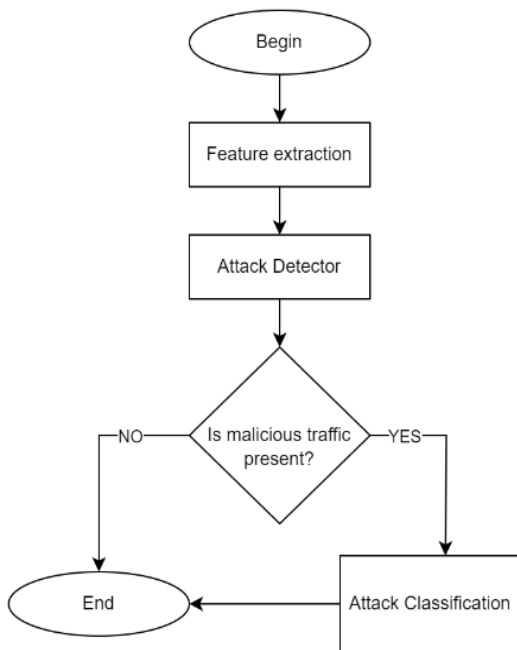 Begin
Feature extraction
Attack Detector
Is malicious traffic
present?
NO
YES
End
Attack Classification